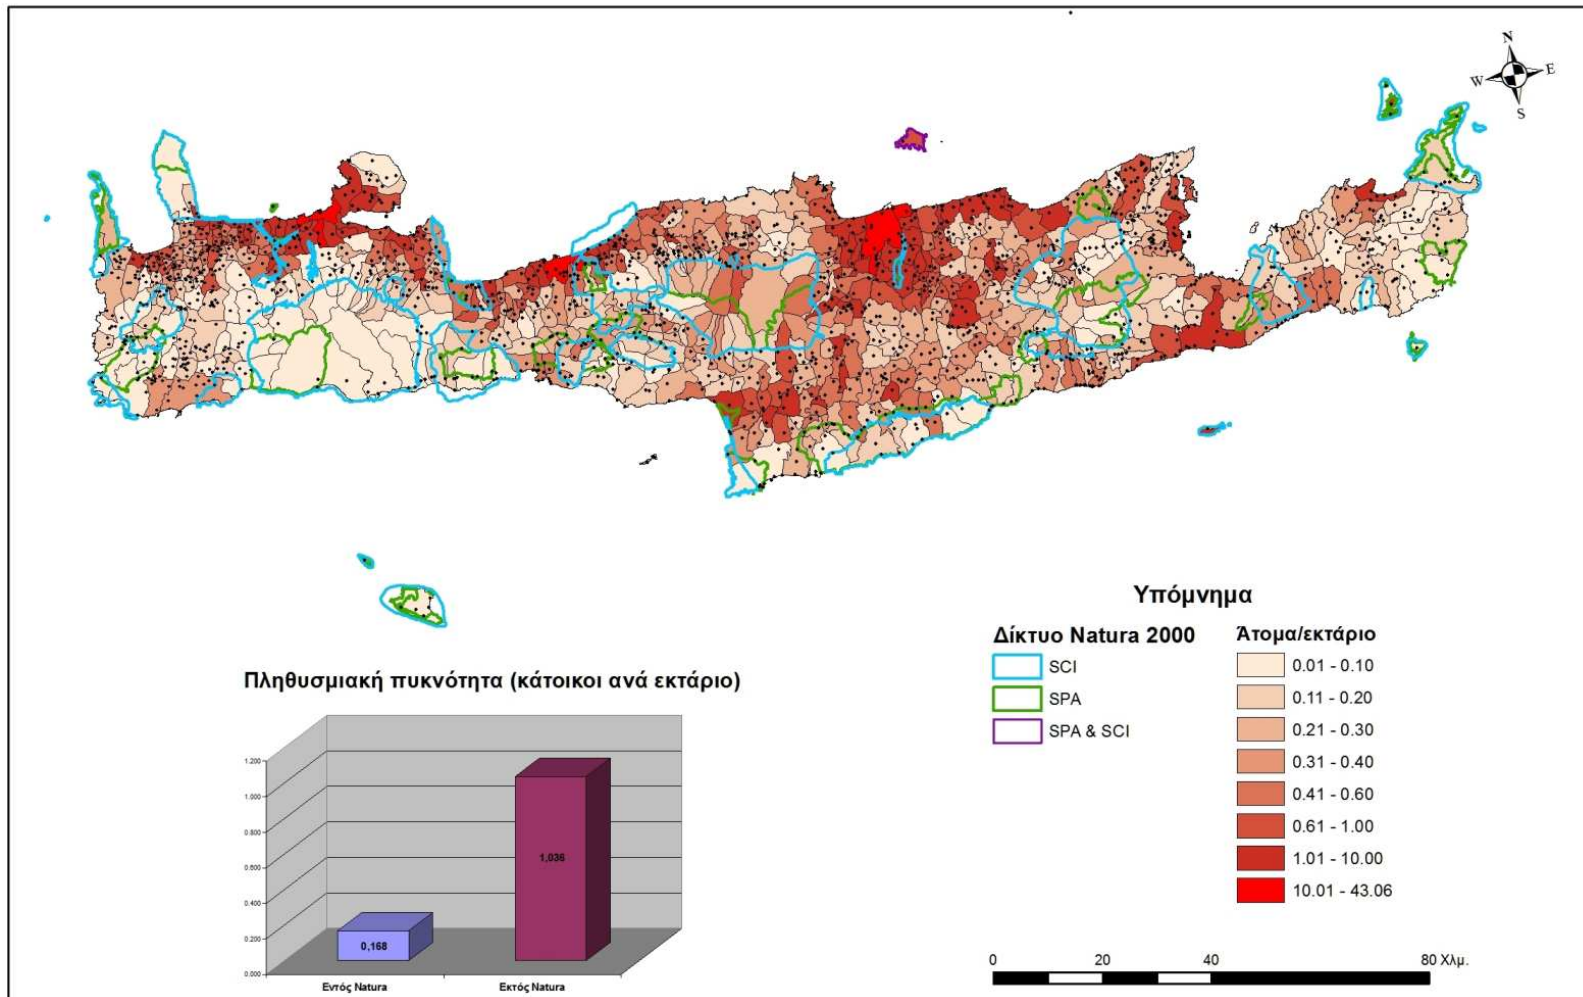 N
W E
S
Υπόμνημα
Δίκτυο Natura 2000
SCI
SPA
SPA & SCI
Άτομα/εκτάριο
0.01 - 0.10
0.11 - 0.20
0.21 - 0.30
0.31 - 0.40
0.41 - 0.60
0.61 - 1.00
1.01 - 10.00
10.01 - 43.06
Πληθυσμιακή πυκνότητα (κάτοικοι ανά εκτάριο)
1.200
1.000
0.800
0.600
0.400
0.200
0.000
0,168
1,036
Εντός Natura
Εκτός Natura
0 20 40 80 Χλμ.